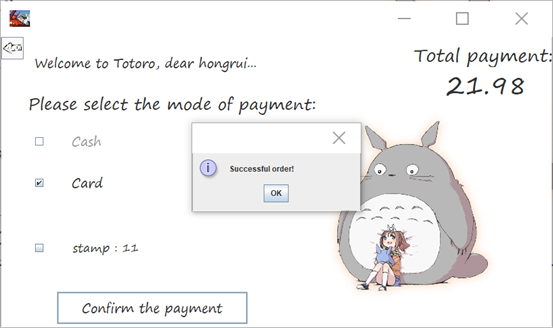 Welcome to Totoro, dear hongrui...
Total payment:
21.98
Please select the mode of payment:
Cash
Card
Successful order!
OK
stamp : 11
Confirm the payment